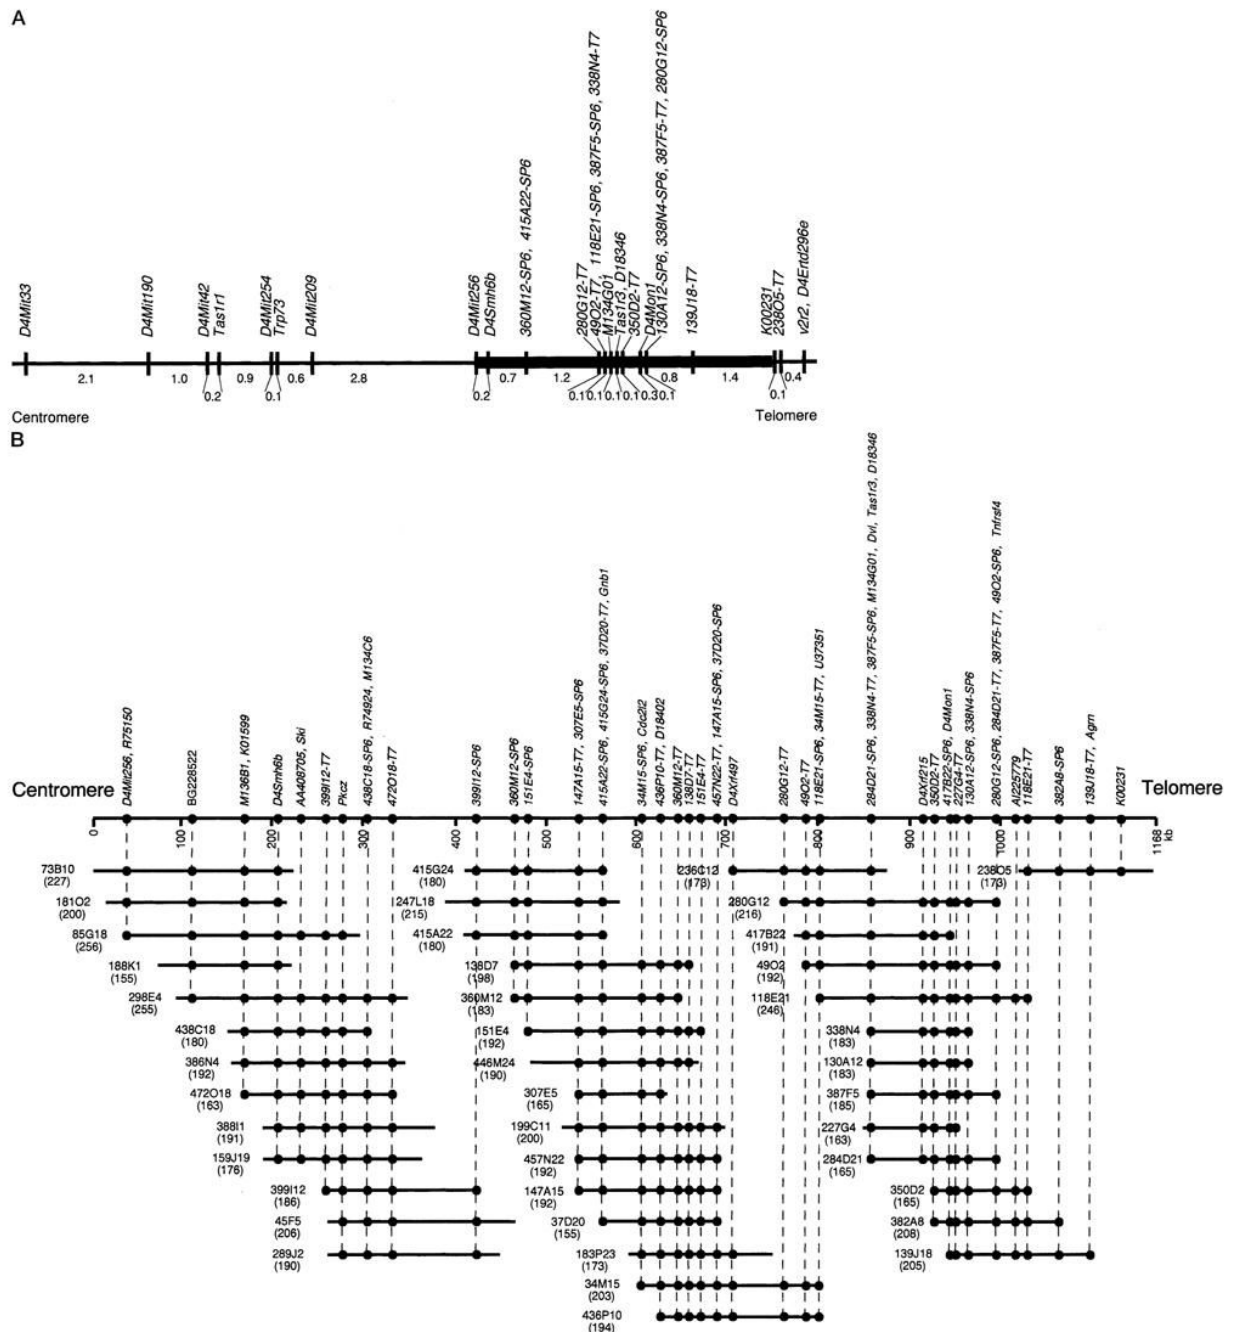 A
D4Mit33
D4Mit190
D4Mit42
Tas1r1
D4Mit254
Trp73
D4Mit209
D4Mit256
D4Smh6b
360M12-SP6, 415A22-SP6
280G12-T7
49O2-T7, 118E21-SP6, 387F5-SP6, 338N4-T7
M134G01
Tas1r3, D18346
350D2-T7
D4Mon1
130A12-SP6, 338N4-SP6, 387F5-T7, 280G12-SP6
139J18-T7
K00231
238O5-T7
v2r2, D4Ertd296e
2.1 1.0 0.9 0.6 2.8 0.7 1.2 0.8 1.4 0.4
0.2 0.1 0.2 0.1 0.1 0.1 0.1 0.3 0.1 0.1
Centromere Telomere
B
D4Mit256, R75150
BG228522
M136B1, K01599
D4Smh6b
AA408705, Ski
399I12-T7
Pkcz
438C18-SP6, R74924, M134C6
472O18-T7
399I12-SP6
360M12-SP6
151E4-SP6
147A15-T7, 307E5-SP6
415A22-SP6, 415G24-SP6, 37D20-T7, Gnb1
34M15-SP6, Cdc2l2
436P10-T7, D18402
360M12-T7
138D7-T7
151E4-T7
457N22-T7, 147A15-SP6, 37D20-SP6
D4Xrf497
280G12-T7
49O2-T7
118E21-SP6, 34M15-T7, U37351
284D21-SP6, 338N4-T7, 387F5-SP6, M134G01, Dvl, Tas1r3, D18346
D4Xrf215
350D2-T7
417B22-SP6, D4Mon1
227G4-T7
130A12-SP6, 338N4-SP6
280G12-SP6, 284D21-T7, 387F5-T7, 49O2-SP6, Tnfrsf4
AI225779
118E21-T7
382A8-SP6
139J18-T7, Agrn
K00231
Centromere Telomere
0 100 200 300 400 500 600 700 800 900 1000 1168
kb
73B10 415G24 236C12 238O5
(227) (180) (173) (173)
181O2 247L18 280G12
(200) (215) (216)
85G18 415A22 417B22
(256) (180) (191)
188K1 138D7 49O2
(155) (198) (192)
298E4 360M12 118E21
(255) (183) (246)
438C18 151E4 338N4
(180) (192) (183)
386N4 446M24 130A12
(192) (190) (183)
472O18 307E5 387F5
(163) (165) (185)
388I1 199C11 227G4
(191) (200) (163)
159J19 457N22 284D21
(176) (192) (165)
399I12 147A15 350D2
(186) (192) (165)
45F5 37D20 382A8
(206) (155) (208)
289J2 183P23 139J18
(190) (173) (205)
34M15
(203)
436P10
(194)